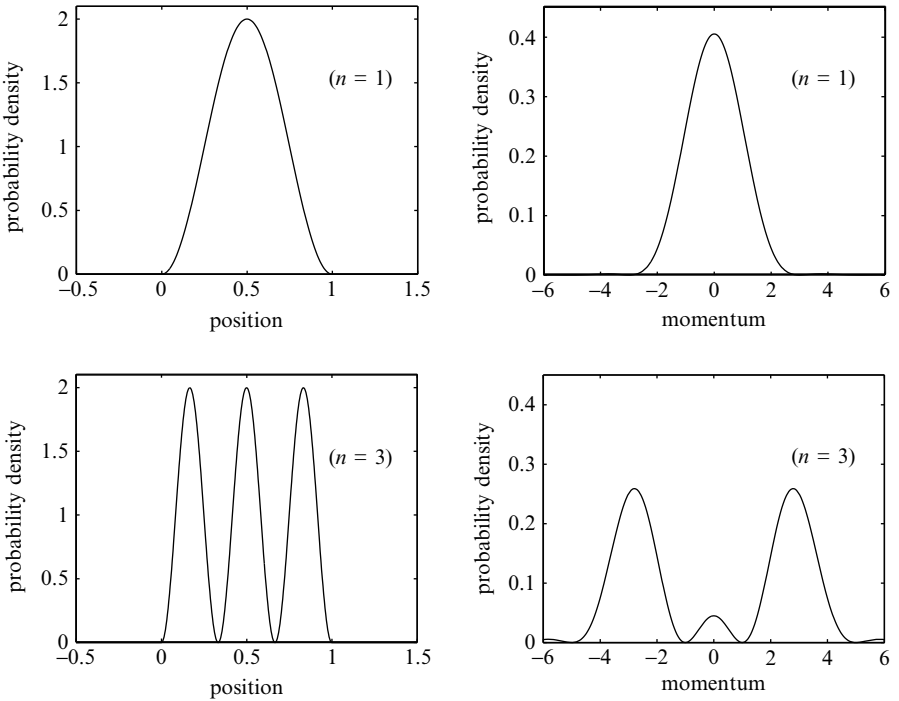 probability density
2
1.5
1
0.5
0
(n = 1)
−0.5 0 0.5 1 1.5
position
probability density
0.4
0.3
0.2
0.1
0
(n = 1)
−6 −4 −2 0 2 4 6
momentum
probability density
2
1.5
1
0.5
0
(n = 3)
−0.5 0 0.5 1 1.5
position
probability density
0.4
0.3
0.2
0.1
0
(n = 3)
−6 −4 −2 0 2 4 6
momentum